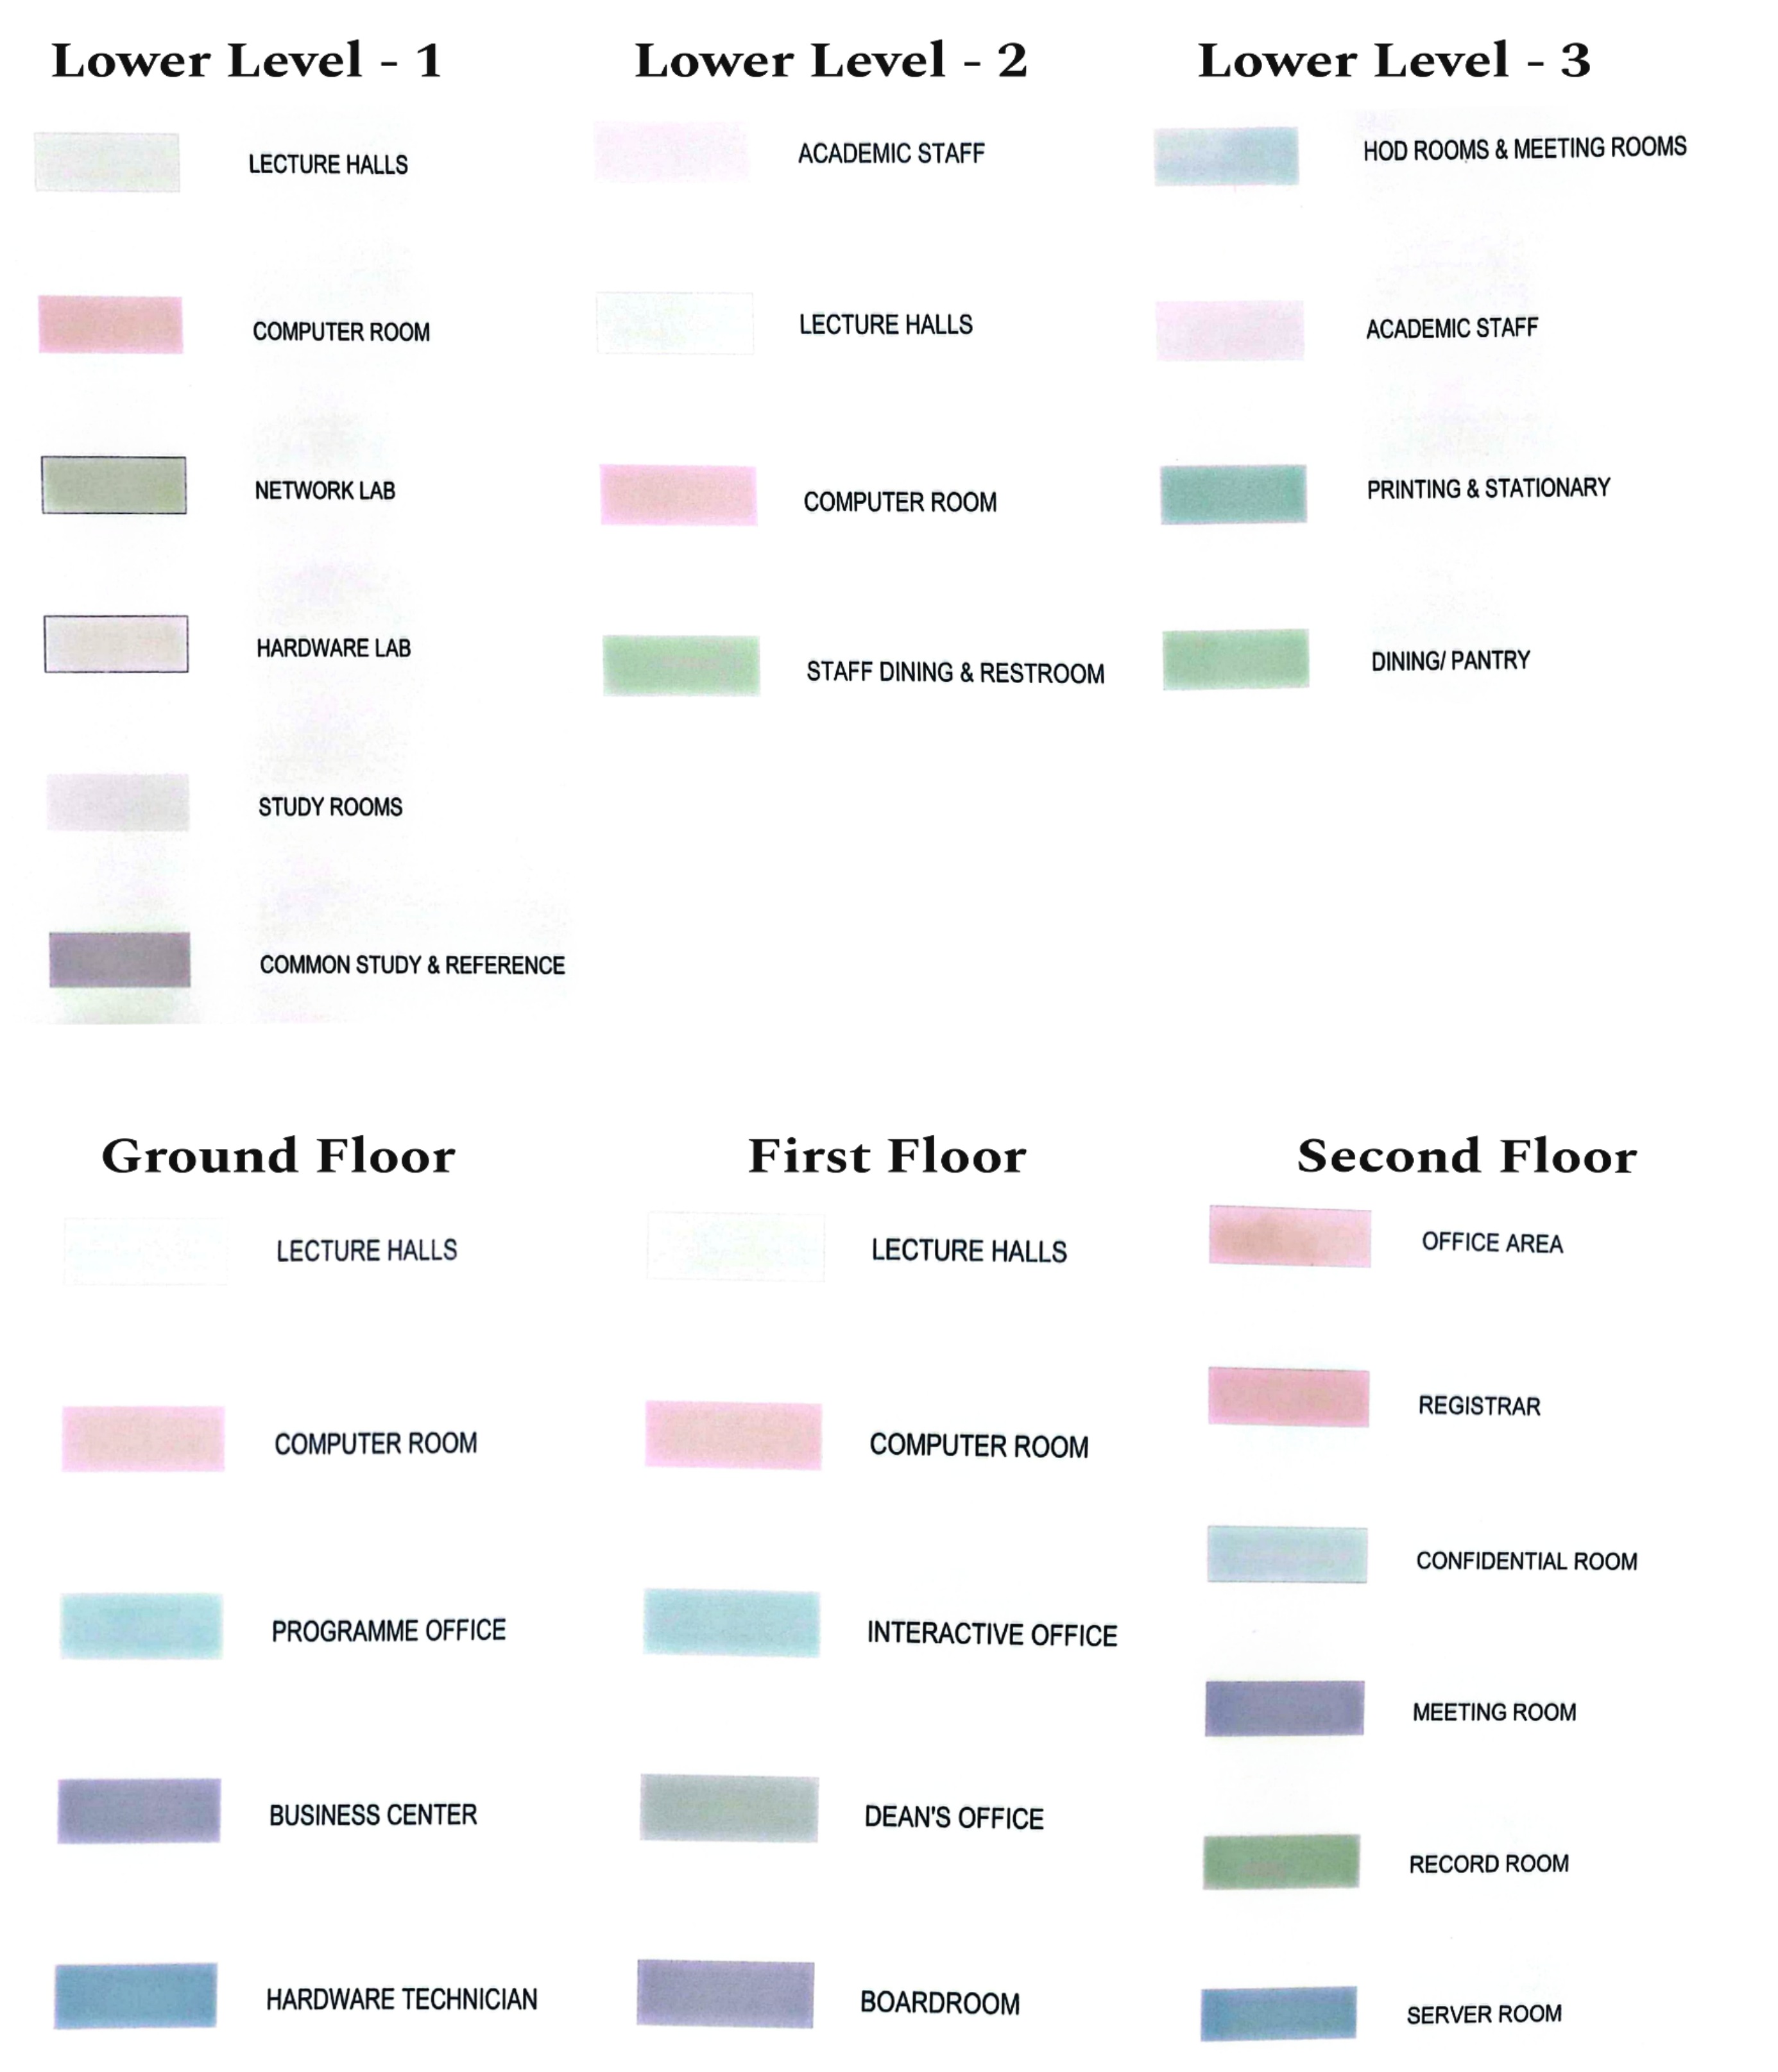 Lower Level - 1
LECTURE HALLS
COMPUTER ROOM
NETWORK LAB
HARDWARE LAB
STUDY ROOMS
COMMON STUDY & REFERENCE
Lower Level - 2
ACADEMIC STAFF
LECTURE HALLS
COMPUTER ROOM
STAFF DINING & RESTROOM
Lower Level - 3
HOD ROOMS & MEETING ROOMS
ACADEMIC STAFF
PRINTING & STATIONARY
DINING/ PANTRY
Ground Floor
LECTURE HALLS
COMPUTER ROOM
PROGRAMME OFFICE
BUSINESS CENTER
HARDWARE TECHNICIAN
First Floor
LECTURE HALLS
COMPUTER ROOM
INTERACTIVE OFFICE
DEAN'S OFFICE
BOARDROOM
Second Floor
OFFICE AREA
REGISTRAR
CONFIDENTIAL ROOM
MEETING ROOM
RECORD ROOM
SERVER ROOM